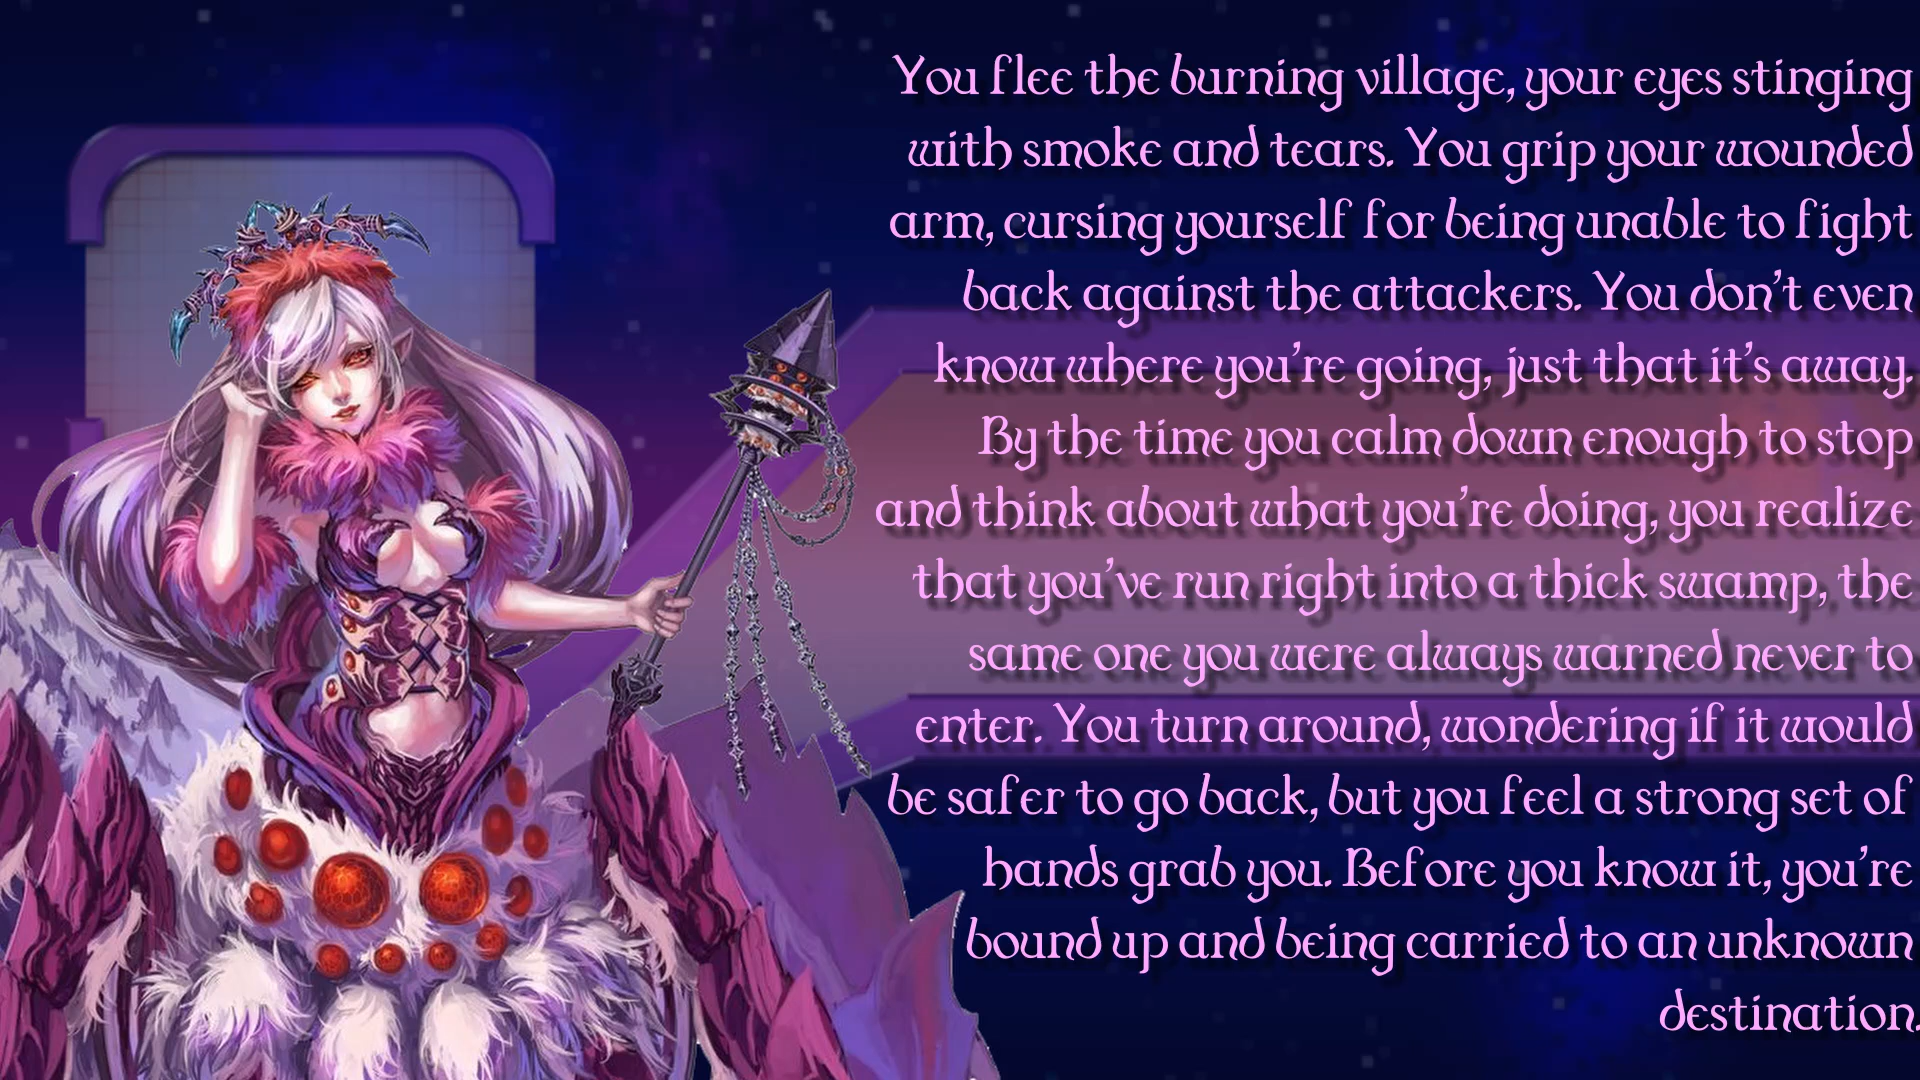 You flee the burning village, your eyes stinging
with smoke and tears. You grip your wounded
arm, cursing yourself for being unable to fight
back against the attackers. You don't even
know where you're going, just that it's away.
By the time you calm down enough to stop
and think about what you're doing, you realize
that you've run right into a thick swamp, the
same one you were always warned never to
enter. You turn around, wondering if it would
be safer to go back, but you feel a strong set of
hands grab you. Before you know it, you're
bound up and being carried to an unknown
destination.